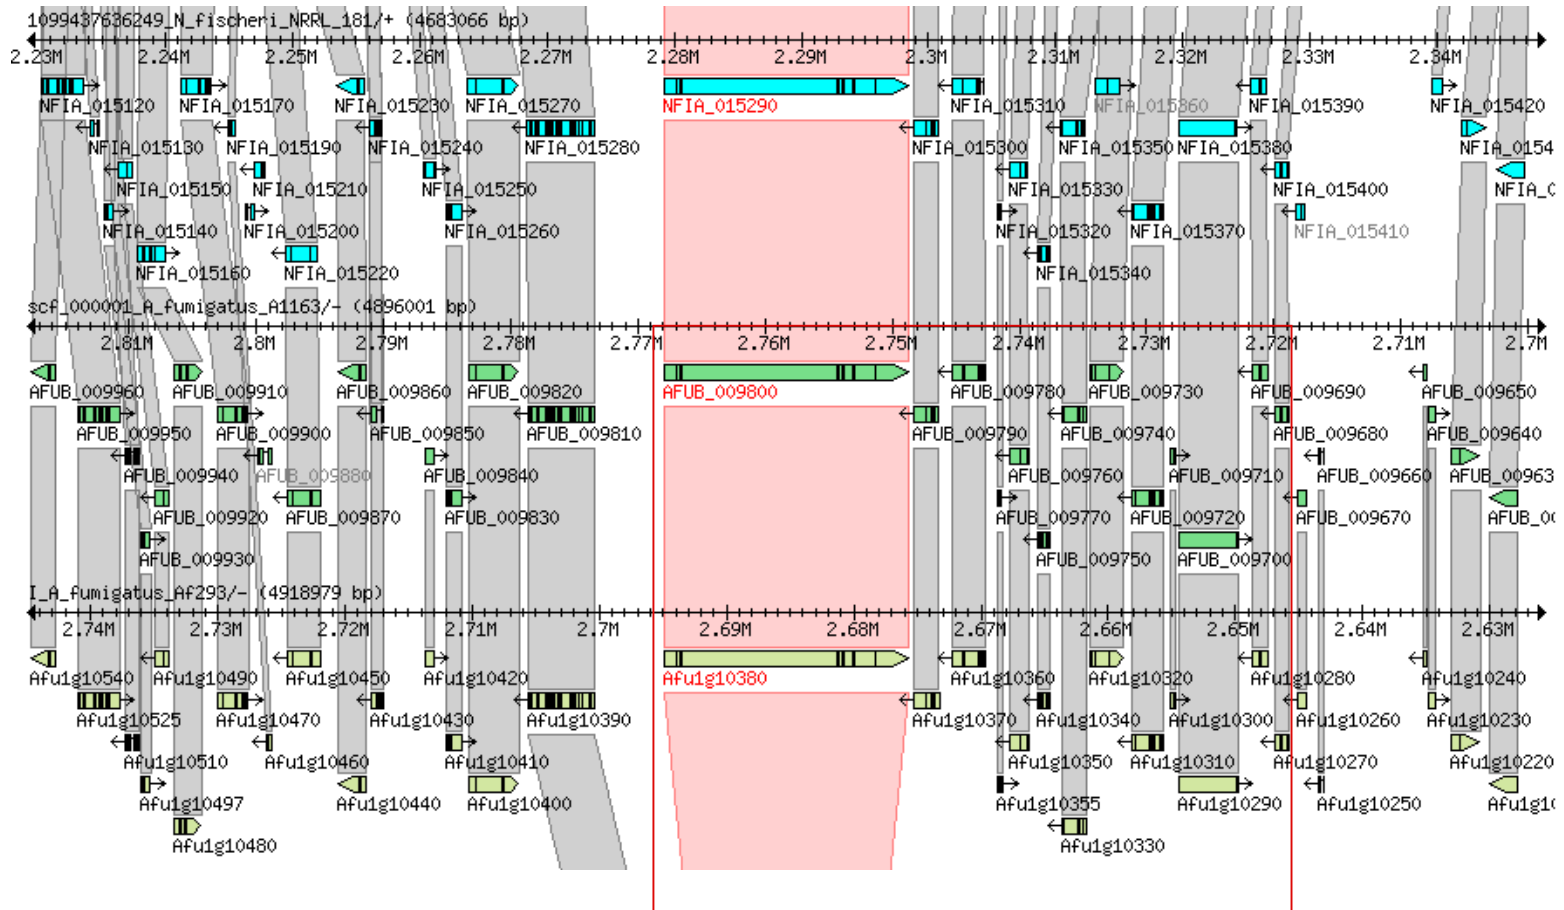 1099437636249_N_fischeri_NRRL_181/+ (4683066 bp)
2.23M 2.24M 2.25M 2.26M 2.27M 2.28M 2.29M 2.3M 2.31M 2.32M 2.33M 2.34M
NFIA_015120 NFIA_015170 NFIA_015230 NFIA_015270 NFIA_015290 NFIA_015310 NFIA_015360 NFIA_015390 NFIA_015420
NFIA_015130 NFIA_015190 NFIA_015240 NFIA_015280 NFIA_015300 NFIA_015350 NFIA_015380 NFIA_0154
NFIA_015150 NFIA_015210 NFIA_015250 NFIA_015330 NFIA_015400 NFIA_0
NFIA_015140 NFIA_015200 NFIA_015260 NFIA_015320 NFIA_015370 NFIA_015410
NFIA_015160 NFIA_015220 NFIA_015340
scf_000001_A_fumigatus_A1163/- (4896001 bp)
2.81M 2.8M 2.79M 2.78M 2.77M 2.76M 2.75M 2.74M 2.73M 2.72M 2.71M 2.7M
AFUB_009960 AFUB_009910 AFUB_009860 AFUB_009820 AFUB_009800 AFUB_009780 AFUB_009730 AFUB_009690 AFUB_009650
AFUB_009950 AFUB_009900 AFUB_009850 AFUB_009810 AFUB_009790 AFUB_009740 AFUB_009680 AFUB_009640
AFUB_009940 AFUB_009880 AFUB_009840 AFUB_009760 AFUB_009710 AFUB_009660 AFUB_00963
AFUB_009920 AFUB_009870 AFUB_009830 AFUB_009770 AFUB_009720 AFUB_009670 AFUB_00
AFUB_009930 AFUB_009750 AFUB_009700
I_A_fumigatus_Af293/- (4918979 bp)
2.74M 2.73M 2.72M 2.71M 2.7M 2.69M 2.68M 2.67M 2.66M 2.65M 2.64M 2.63M
Afu1g10540 Afu1g10490 Afu1g10450 Afu1g10420 Afu1g10380 Afu1g10360 Afu1g10320 Afu1g10280 Afu1g10240
Afu1g10525 Afu1g10470 Afu1g10430 Afu1g10390 Afu1g10370 Afu1g10340 Afu1g10300 Afu1g10260 Afu1g10230
Afu1g10510 Afu1g10460 Afu1g10410 Afu1g10350 Afu1g10310 Afu1g10270 Afu1g10220
Afu1g10497 Afu1g10440 Afu1g10400 Afu1g10355 Afu1g10290 Afu1g10250 Afu1g1
Afu1g10480 Afu1g10330